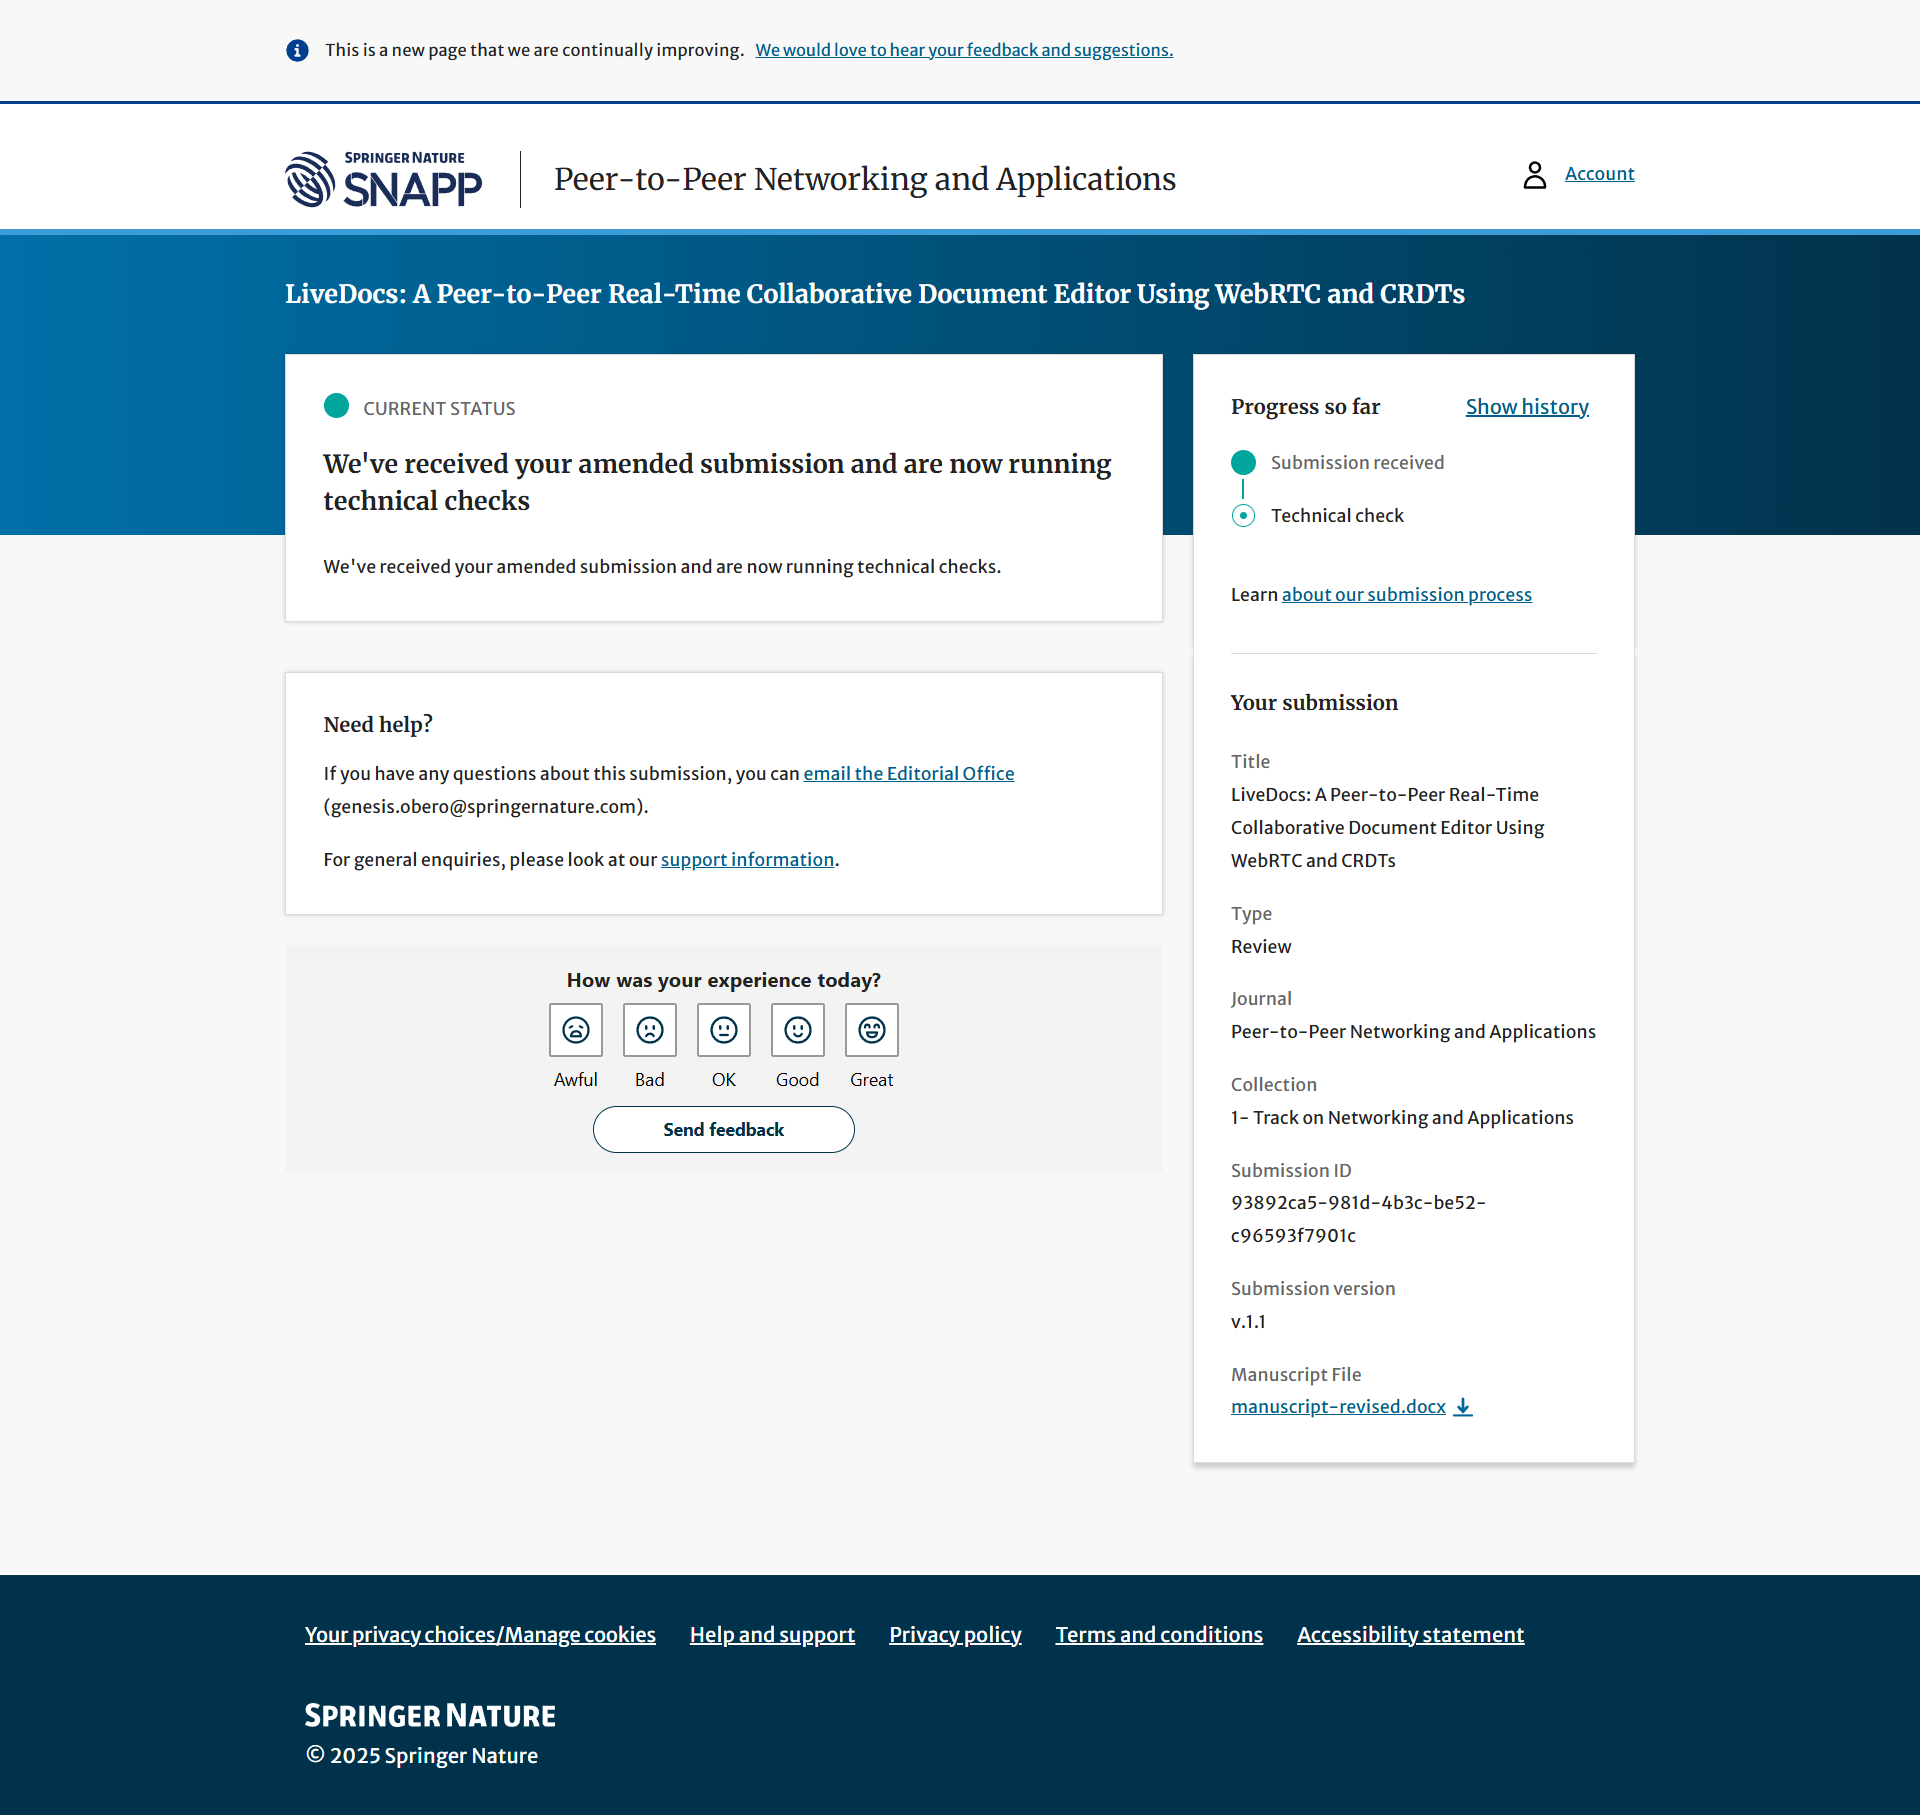 This is a new page that we are continually improving. We would love to hear your feedback and suggestions.
SPRINGER NATURE
SNAPP
Peer-to-Peer Networking and Applications
Account
LiveDocs: A Peer-to-Peer Real-Time Collaborative Document Editor Using WebRTC and CRDTs
CURRENT STATUS
We've received your amended submission and are now running
technical checks
We've received your amended submission and are now running technical checks.
Need help?
If you have any questions about this submission, you can email the Editorial Office
(genesis.obero@springernature.com).
For general enquiries, please look at our support information.
How was your experience today?
Awful Bad OK Good Great
Send feedback
Progress so far Show history
Submission received
Technical check
Learn about our submission process
Your submission
Title
LiveDocs: A Peer-to-Peer Real-Time
Collaborative Document Editor Using
WebRTC and CRDTs
Type
Review
Journal
Peer-to-Peer Networking and Applications
Collection
1- Track on Networking and Applications
Submission ID
93892ca5-981d-4b3c-be52-
c96593f7901c
Submission version
v.1.1
Manuscript File
manuscript-revised.docx
Your privacy choices/Manage cookies Help and support Privacy policy Terms and conditions Accessibility statement
SPRINGER NATURE
© 2025 Springer Nature